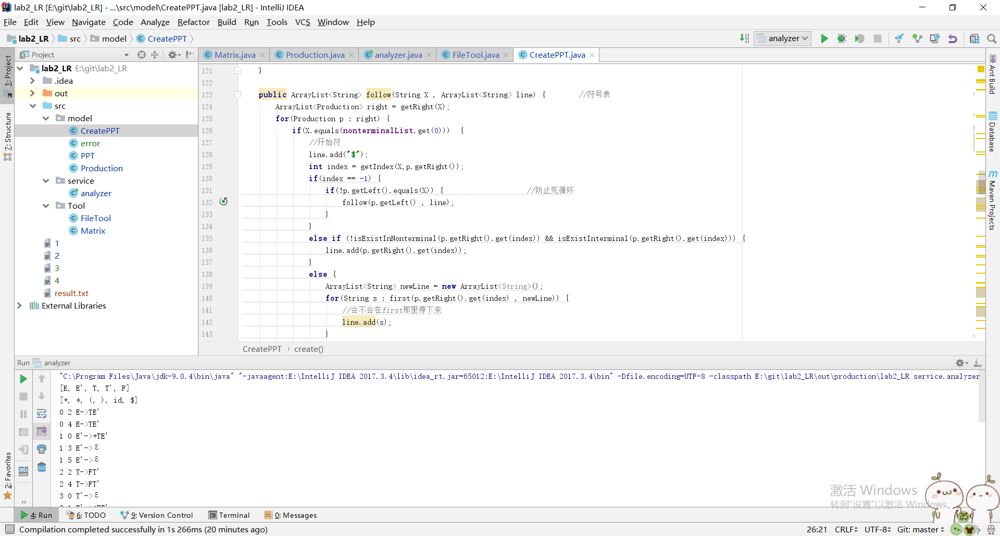 lab2_LR [E:\git\lab2_LR] - ...\src\model\CreatePPT.java [lab2_LR] - IntelliJ IDEA
File Edit View Navigate Code Analyze Refactor Build Run Tools VCS Window Help
lab2_LR src model CreatePPT analyzer
Project
Matrix.java Production.java analyzer.java FileTool.java CreatePPT.java
1: Project
7: Structure
2: Favorites
lab2_LR E:\git\lab2_LR
.idea
out
src
model
CreatePPT
error
PPT
Production
service
analyzer
Tool
FileTool
Matrix
1
2
3
4
result.txt
External Libraries
121 }
122
123 public ArrayList<String> follow(String X , ArrayList<String> line) { //符号表
124 ArrayList<Production> right = getRight(X);
125 for(Production p : right) {
126 if(X.equals(nonterminalList.get(0))) {
127 //开始符
128 line.add("$");
129 int index = getIndex(X,p.getRight());
130 if(index == -1) {
131 if(!p.getLeft().equals(X)) { //防止死循环
132 follow(p.getLeft() , line);
133 }
134 }
135 else if (!isExistInNonterminal(p.getRight().get(index)) && isExistInterminal(p.getRight().get(index))) {
136 line.add(p.getRight().get(index));
137 }
138 else {
139 ArrayList<String> newLine = new ArrayList<String>();
140 for(String s : first(p.getRight().get(index) , newLine)) {
141 //会不会在first那里停下来
142 line.add(s);
143 }
CreatePPT › create()
Ant Build
Database
Maven Projects
Run analyzer
"C:\Program Files\Java\jdk-9.0.4\bin\java" "-javaagent:E:\IntelliJ IDEA 2017.3.4\lib\idea_rt.jar=65012:E:\IntelliJ IDEA 2017.3.4\bin" -Dfile.encoding=UTF-8 -classpath E:\git\lab2_LR\out\production\lab2_LR service.analyzer
[E, E', T, T', F]
[+, *, (, ), id, $]
0 2 E->TE'
0 4 E->TE'
1 0 E'->+TE'
1 3 E'->ε
1 5 E'->ε
2 2 T->FT'
2 4 T->FT'
3 0 T'->ε
激活 Windows
转到"设置"以激活 Windows。
4: Run 6: TODO 9: Version Control Terminal 0: Messages
Compilation completed successfully in 1s 266ms (20 minutes ago)
26:21 CRLF UTF-8 Git: master